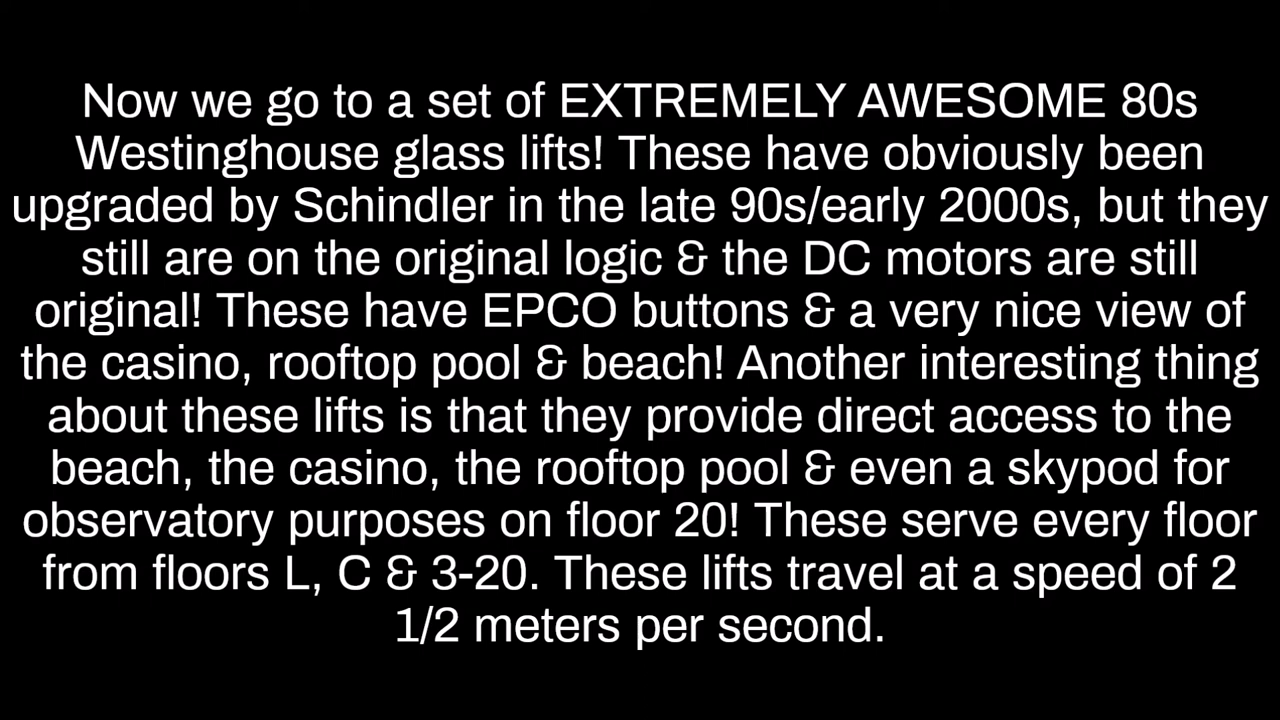 Now we go to a set of EXTREMELY AWESOME 80s
Westinghouse glass lifts! These have obviously been
upgraded by Schindler in the late 90s/early 2000s, but they
still are on the original logic & the DC motors are still
original! These have EPCO buttons & a very nice view of
the casino, rooftop pool & beach! Another interesting thing
about these lifts is that they provide direct access to the
beach, the casino, the rooftop pool & even a skypod for
observatory purposes on floor 20! These serve every floor
from floors L, C & 3-20. These lifts travel at a speed of 2
1/2 meters per second.